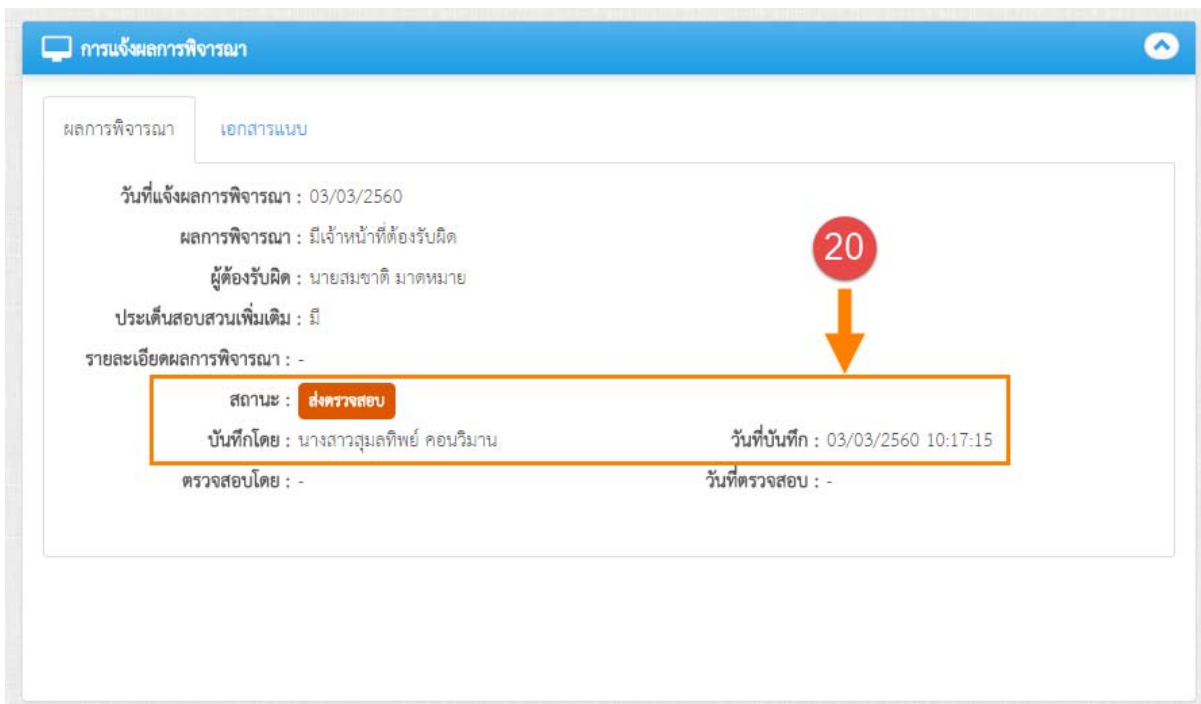 การแจ้งผลการพิจารณา
ผลการพิจารณา เอกสารแนบ
วันที่แจ้งผลการพิจารณา : 03/03/2560
ผลการพิจารณา : มีเจ้าหน้าที่ต้องรับผิด
20
ผู้ต้องรับผิด : นายสมชาติ มาดหมาย
ประเด็นสอบสวนเพิ่มเติม : มี
รายละเอียดผลการพิจารณา : -
สถานะ : ส่งตรวจสอบ
บันทึกโดย : นางสาวสุมลทิพย์ คอนวิมาน วันที่บันทึก : 03/03/2560 10:17:15
ตรวจสอบโดย : - วันที่ตรวจสอบ : -